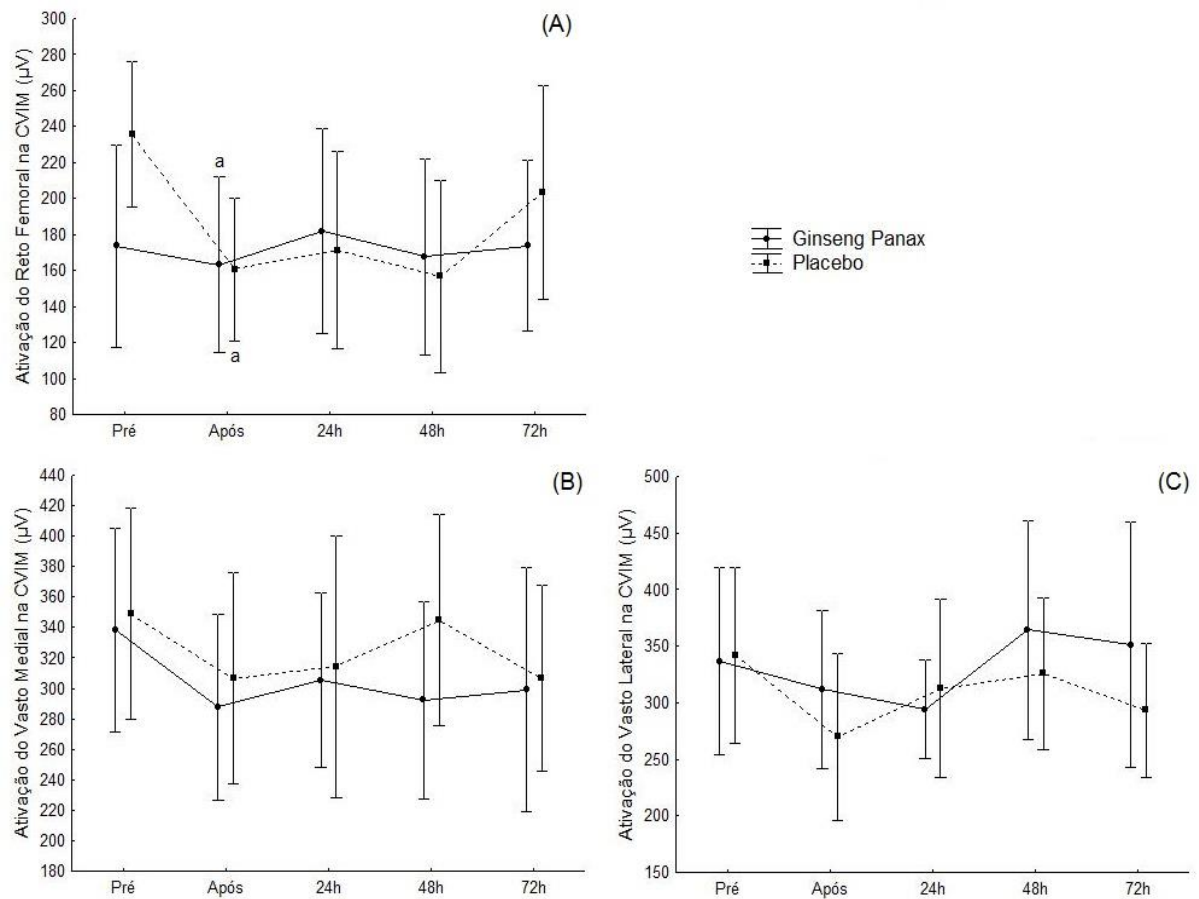 (A)
Ativação do Reto Femoral na CVIM (µV)
300
280
260
240
220
200
180
160
140
120
100
80
a
a
Pré Após 24h 48h 72h
Ginseng Panax
Placebo
(B)
Ativação do Vasto Medial na CVIM (µV)
440
420
400
380
360
340
320
300
280
260
240
220
200
180
Pré Após 24h 48h 72h
(C)
Ativação do Vasto Lateral na CVIM (µV)
500
450
400
350
300
250
300
150
Pré Após 24h 48h 72h